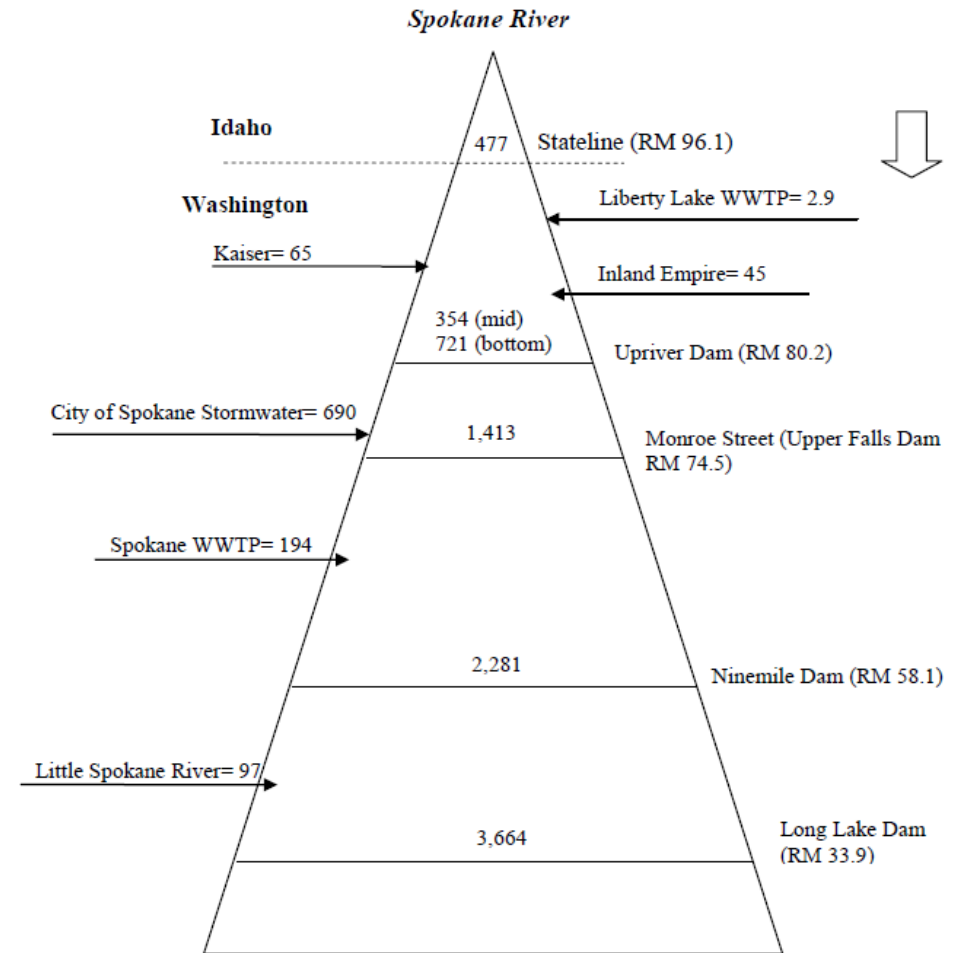 Spokane River
Idaho
477
Stateline (RM 96.1)
Washington
Liberty Lake WWTP= 2.9
Kaiser= 65
Inland Empire= 45
354 (mid)
721 (bottom)
Upriver Dam (RM 80.2)
City of Spokane Stormwater= 690
1,413
Monroe Street (Upper Falls Dam
RM 74.5)
Spokane WWTP= 194
2,281
Ninemile Dam (RM 58.1)
Little Spokane River= 97
3,664
Long Lake Dam
(RM 33.9)